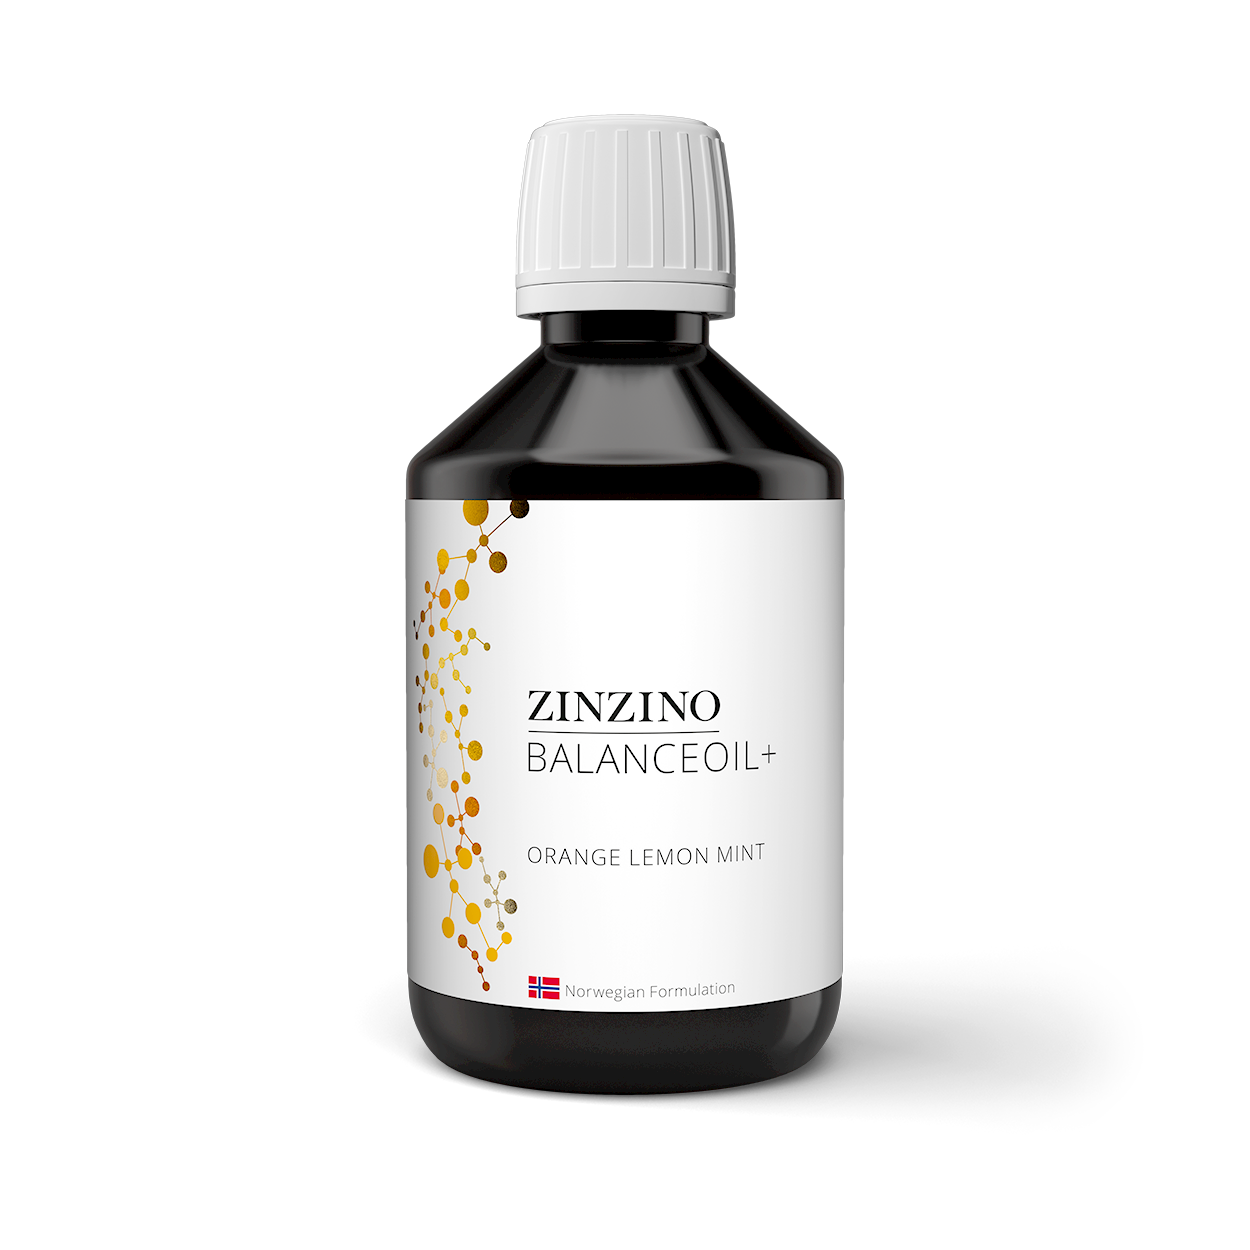 ZINZINO
BALANCEOIL+
ORANGE LEMON MINT
Norwegian Formulation